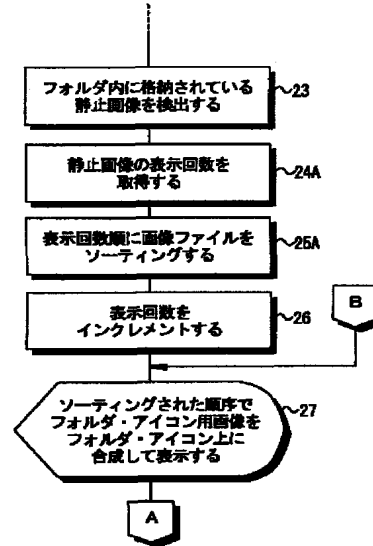 フォルダ内に格納されている
静止画像を検出する
23
静止画像の表示回数を
取得する
24A
表示回数順に画像ファイルを
ソーティングする
25A
表示回数を
インクレメントする
26
B
ソーティングされた順序で
フォルダ・アイコン用画像を
フォルダ・アイコン上に
合成して表示する
27
A